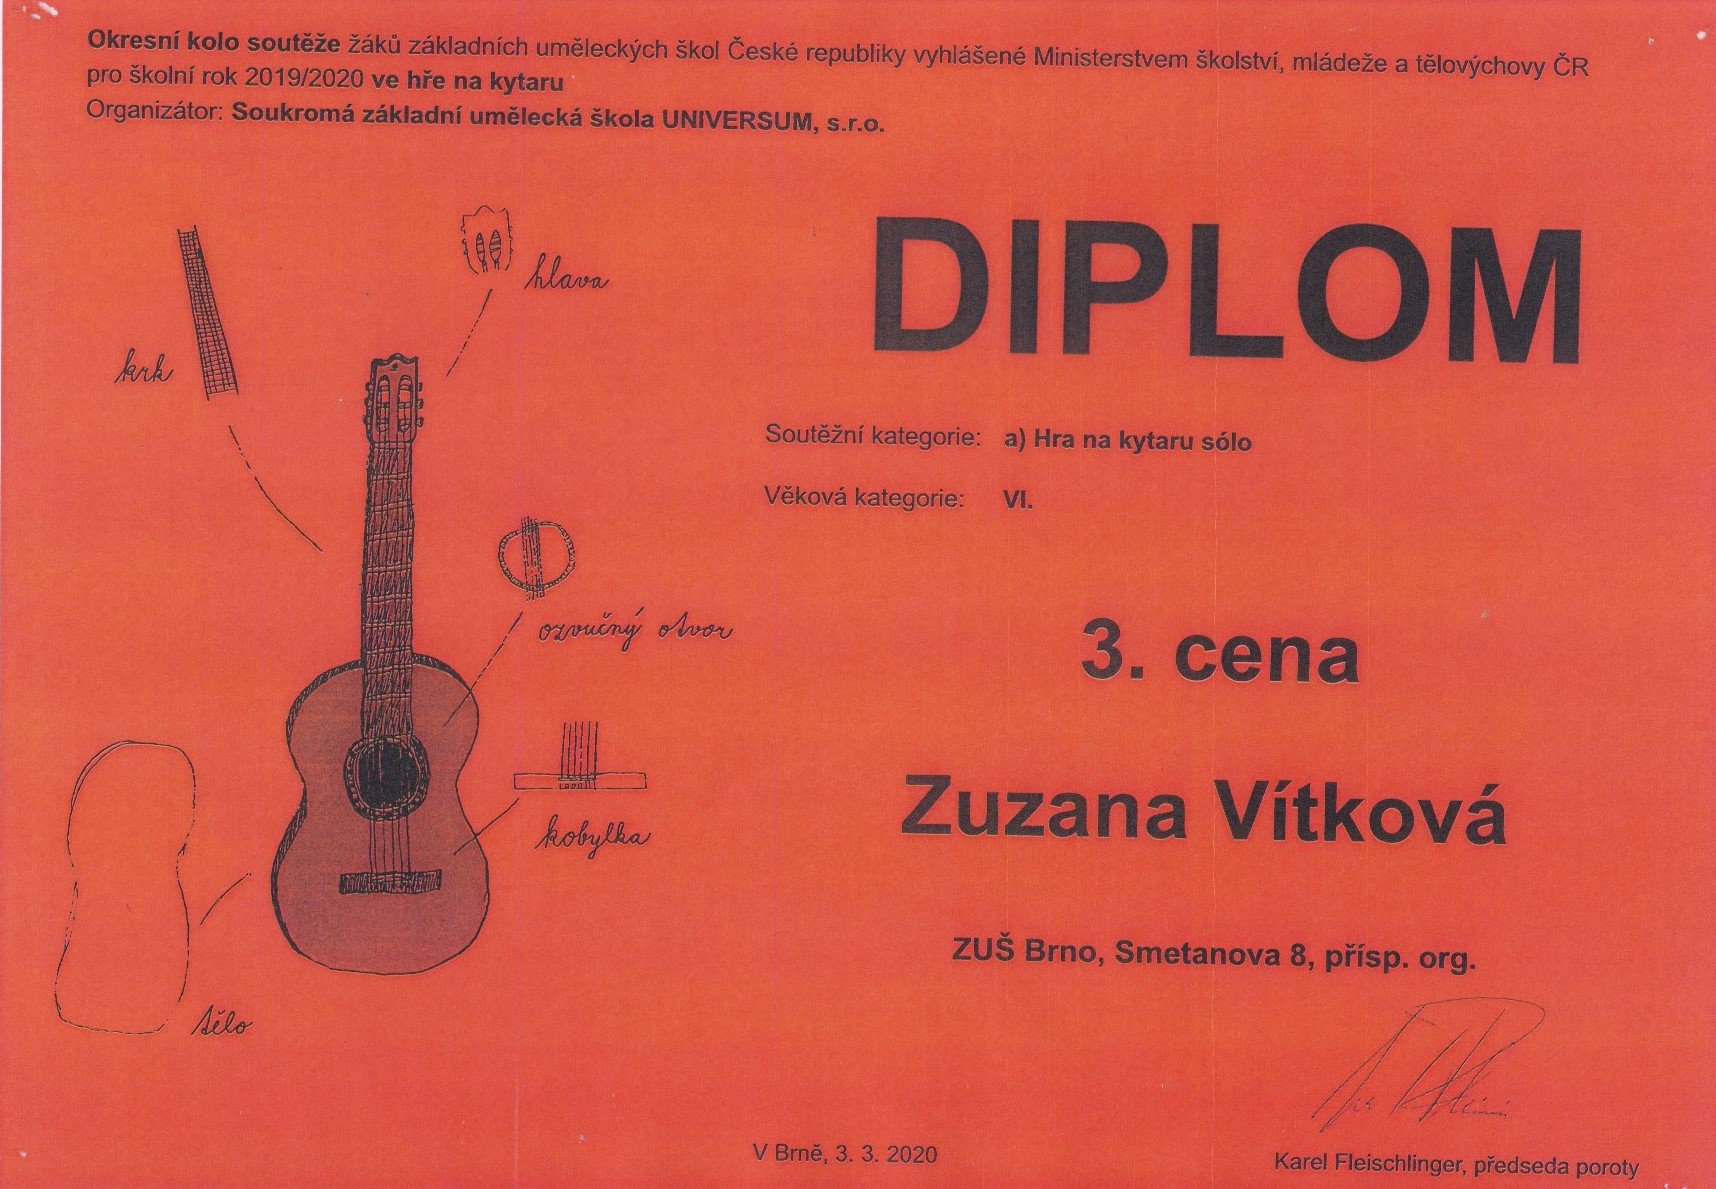 Okresní kolo soutěže žáků základních uměleckých škol České republiky vyhlášené Ministerstvem školství, mládeže a tělovýchovy ČR
pro školní rok 2019/2020 ve hře na kytaru
Organizátor: Soukromá základní umělecká škola UNIVERSUM, s.r.o.
DIPLOM
hlava
krk
Soutěžní kategorie: a) Hra na kytaru sólo
Věková kategorie: VI.
ozvučný otvor
3. cena
kobylka
Zuzana Vítková
ZUŠ Brno, Smetanova 8, přísp. org.
tělo
V Brně, 3. 3. 2020
Karel Fleischlinger, předseda poroty